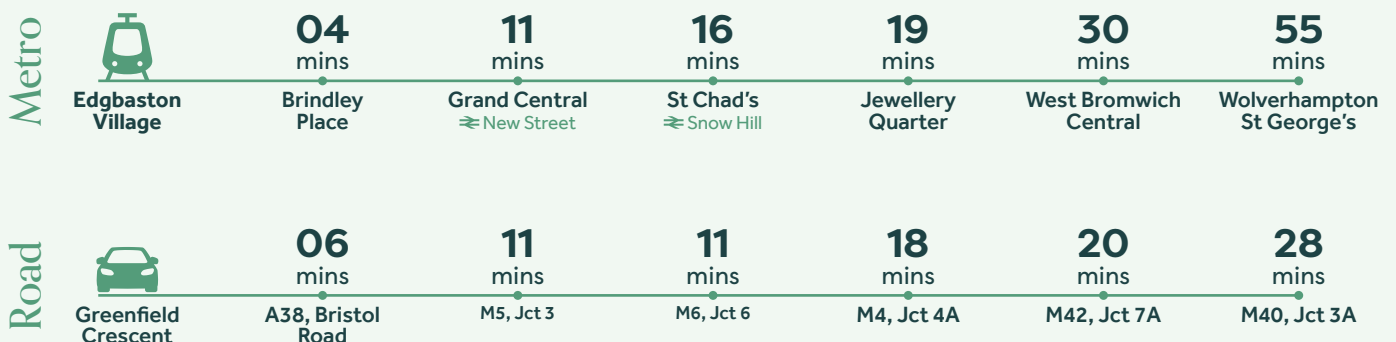 Metro
04 11 16 19 30 55
mins mins mins mins mins mins
Edgbaston Brindley Grand Central St Chad's Jewellery West Bromwich Wolverhampton
Village Place New Street Snow Hill Quarter Central St George's
Road
06 11 11 18 20 28
mins mins mins mins mins mins
Greenfield A38, Bristol M5, Jct 3 M6, Jct 6 M4, Jct 4A M42, Jct 7A M40, Jct 3A
Crescent Road